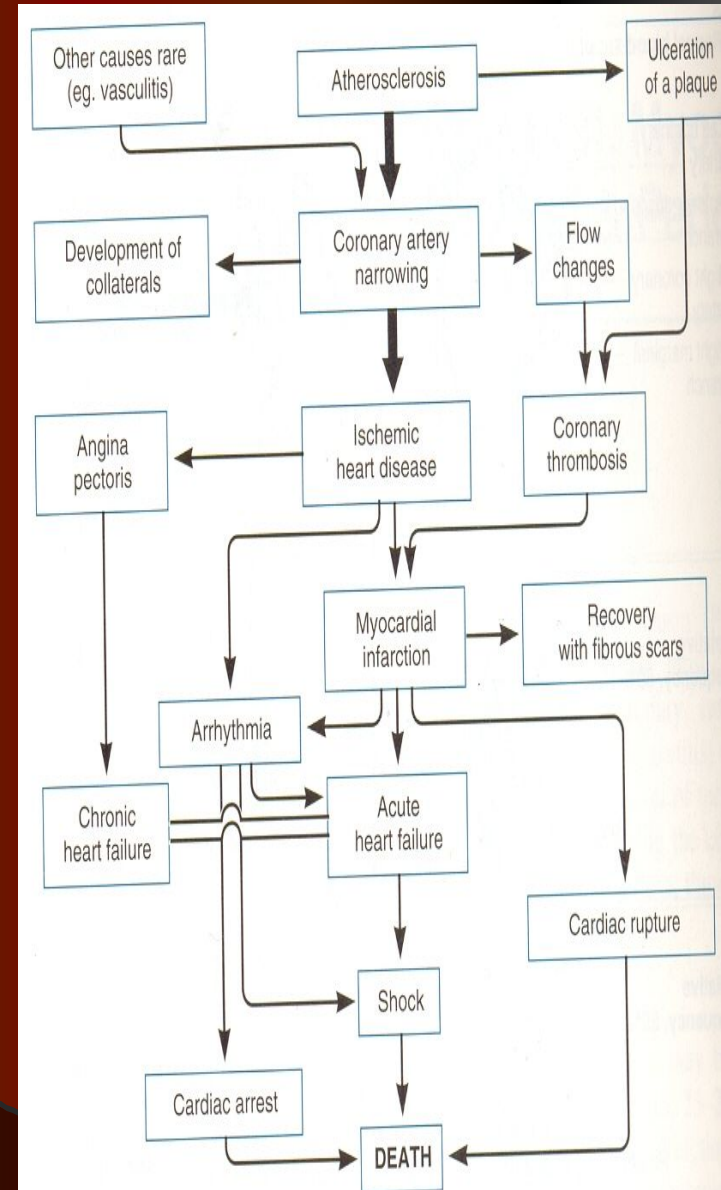 Other causes rare
(eg. vasculitis)
Atherosclerosis
Ulceration
of a plaque
Development of
collaterals
Coronary artery
narrowing
Flow
changes
Angina
pectoris
Ischemic
heart disease
Coronary
thrombosis
Myocardial
infarction
Recovery
with fibrous scars
Arrhythmia
Chronic
heart failure
Acute
heart failure
Cardiac rupture
Shock
Cardiac arrest
DEATH